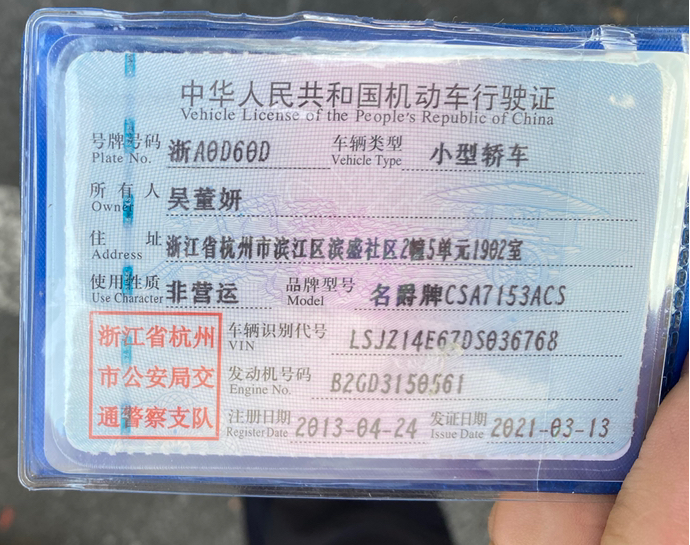 中华人民共和国机动车行驶证
Vehicle License of the People's Republic of China
号牌号码 浙A0D60D 车辆类型 小型轿车
Plate No. Vehicle Type
所有人 吴董妍
Owner
住址 浙江省杭州市滨江区滨盛社区2幢5单元1902室
Address
使用性质 非营运 品牌型号 名爵牌CSA7153ACS
Use Character Model
浙江省杭州
市公安局交
通警察支队
车辆识别代号 LSJZ14E67DS036768
VIN
发动机号码 B2GD3150561
Engine No.
注册日期 2013-04-24 发证日期 2021-03-13
Register Date Issue Date